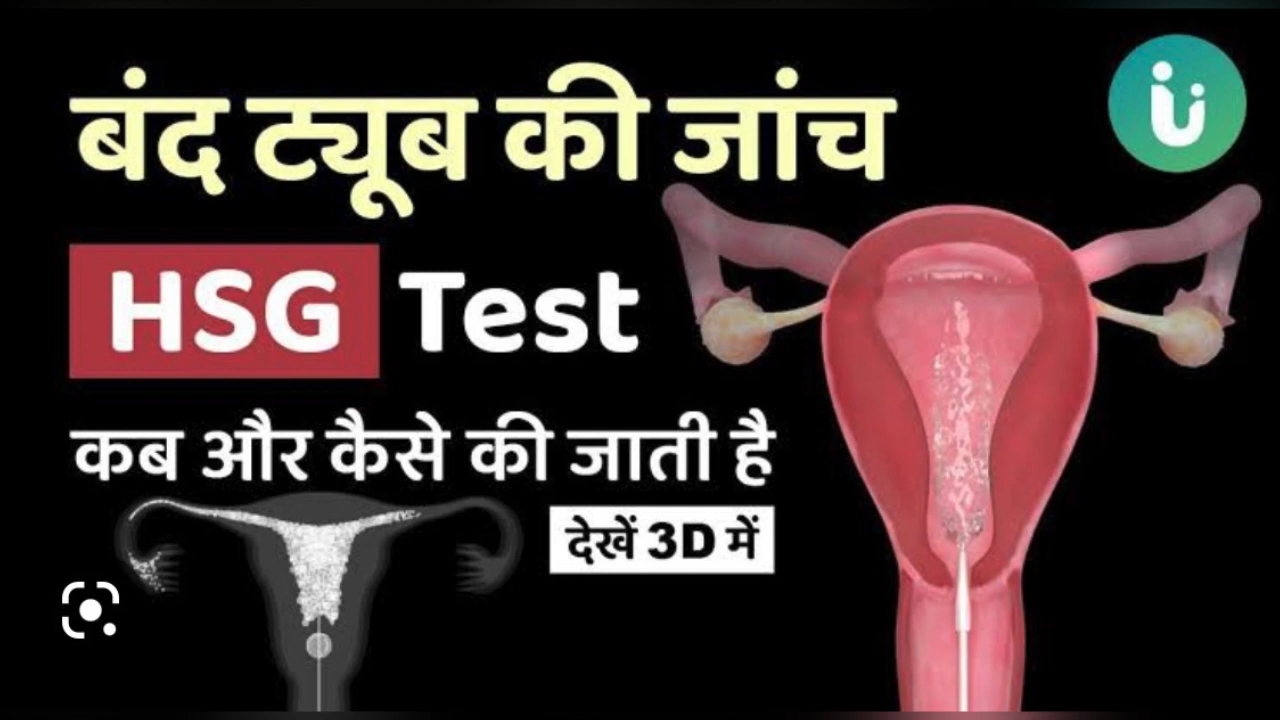 बंद ट्यूब की जांच
HSG Test
कब और कैसे की जाती है
देखें 3D में